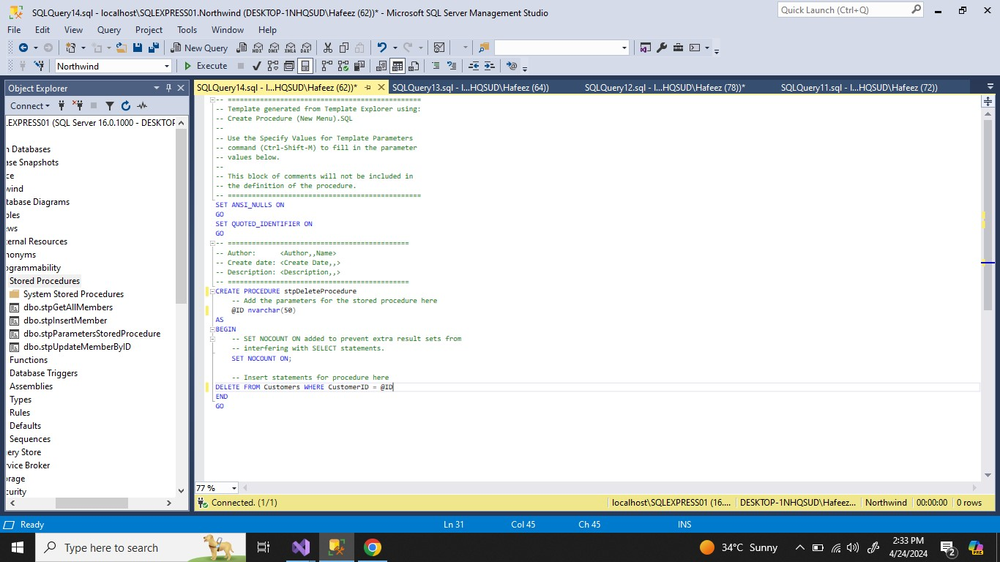 SQLQuery14.sql - localhost\SQLEXPRESS01.Northwind (DESKTOP-1NHQSUD\Hafeez (62))* - Microsoft SQL Server Management Studio
Quick Launch (Ctrl+Q)
File Edit View Query Project Tools Window Help
New Query MDX DMX XMLA DAX
Northwind Execute
Object Explorer
Connect
.EXPRESS01 (SQL Server 16.0.1000 - DESKTOP
Databases
ase Snapshots
ce
wind
tabase Diagrams
bles
ews
ternal Resources
nonyms
ogrammability
Stored Procedures
System Stored Procedures
dbo.stpGetAllMembers
dbo.stpInsertMember
dbo.stpParametersStoredProcedure
dbo.stpUpdateMemberByID
Functions
Database Triggers
Assemblies
Types
Rules
Defaults
Sequences
ery Store
rvice Broker
rage
curity
SQLQuery14.sql - l...HQSUD\Hafeez (62))* SQLQuery13.sql - l...HQSUD\Hafeez (64)) SQLQuery12.sql - l...HQSUD\Hafeez (78))* SQLQuery11.sql - l...HQSUD\Hafeez (72))
-- ================================================
-- Template generated from Template Explorer using:
-- Create Procedure (New Menu).SQL
--
-- Use the Specify Values for Template Parameters
-- command (Ctrl-Shift-M) to fill in the parameter
-- values below.
--
-- This block of comments will not be included in
-- the definition of the procedure.
-- ================================================
SET ANSI_NULLS ON
GO
SET QUOTED_IDENTIFIER ON
GO
-- =============================================
-- Author:      <Author,,Name>
-- Create date: <Create Date,,>
-- Description: <Description,,>
-- =============================================
CREATE PROCEDURE stpDeleteProcedure
-- Add the parameters for the stored procedure here
@ID nvarchar(50)
AS
BEGIN
-- SET NOCOUNT ON added to prevent extra result sets from
-- interfering with SELECT statements.
SET NOCOUNT ON;
-- Insert statements for procedure here
DELETE FROM Customers WHERE CustomerID = @ID
END
GO
77 %
Connected. (1/1) localhost\SQLEXPRESS01 (16.... DESKTOP-1NHQSUD\Hafeez... Northwind 00:00:00 0 rows
Ready Ln 31 Col 45 Ch 45 INS
Type here to search
34°C Sunny
2:33 PM
4/24/2024
2
PRE